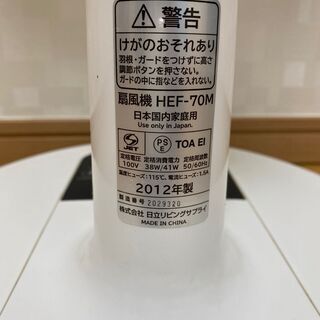 警告
けがのおそれあり
羽根・ガードをつけずに高さ
調節ボタンを押さない。
ガードの中に指などを入れない。
扇風機 HEF-70M
日本国内家庭用
Use only in Japan.
JET PS E TOA EI
定格電圧 定格消費電力 定格周波数
100V 38W/41W 50/60Hz
温度ヒューズ:115℃、電流ヒューズ:1.5A
2012年製
製造番号 2029320
株式会社 日立リビングサプライ
MADE IN CHINA